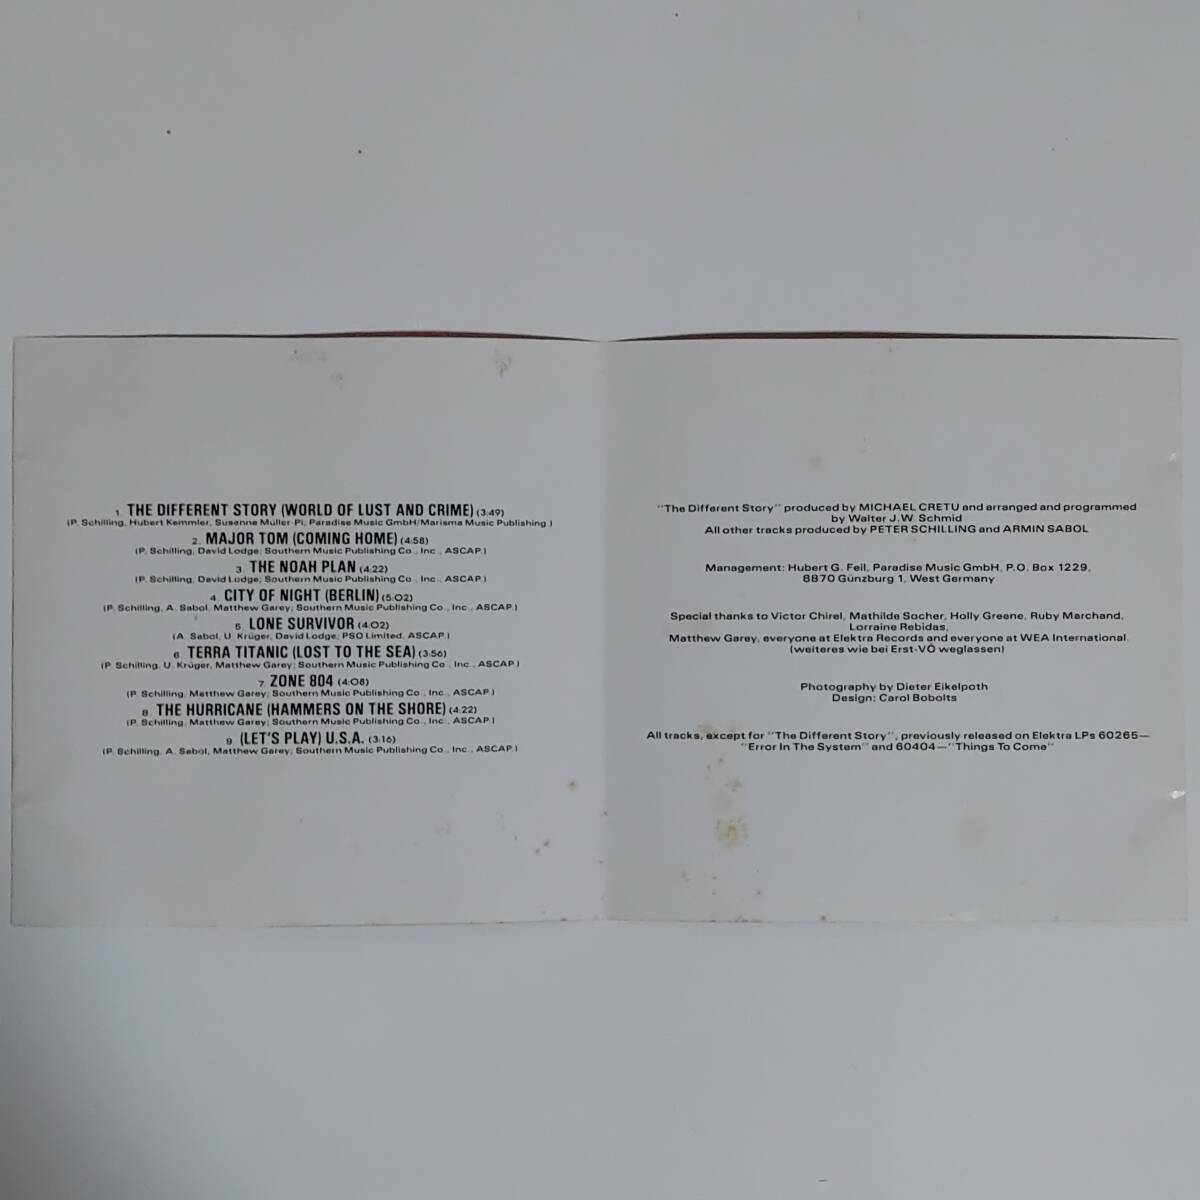 1. THE DIFFERENT STORY (WORLD OF LUST AND CRIME) (3:49)
(P. Schilling, Hubert Kemmler, Susanne Müller-Pi, Paradise Music GmbH/Marisma Music Publishing.)
2. MAJOR TOM (COMING HOME) (4:58)
(P. Schilling, David Lodge; Southern Music Publishing Co., Inc., ASCAP.)
3. THE NOAH PLAN (4:22)
(P. Schilling, David Lodge; Southern Music Publishing Co., Inc., ASCAP.)
4. CITY OF NIGHT (BERLIN) (5:02)
(P. Schilling, A. Sabol, Matthew Garey; Southern Music Publishing Co., Inc., ASCAP.)
5. LONE SURVIVOR (4:02)
(A. Sabol, U. Krüger, David Lodge; PSO Limited, ASCAP.)
6. TERRA TITANIC (LOST TO THE SEA) (3:56)
(P. Schilling, U. Krüger, Matthew Garey; Southern Music Publishing Co., Inc., ASCAP.)
7. ZONE 804 (4:08)
(P. Schilling, Matthew Garey; Southern Music Publishing Co., Inc., ASCAP.)
8. THE HURRICANE (HAMMERS ON THE SHORE) (4:22)
(P. Schilling, Matthew Garey; Southern Music Publishing Co., Inc., ASCAP.)
9. (LET'S PLAY) U.S.A. (3:16)
(P. Schilling, A. Sabol, Matthew Garey; Southern Music Publishing Co., Inc., ASCAP.)
"The Different Story" produced by MICHAEL CRETU and arranged and programmed
by Walter J.W. Schmid
All other tracks produced by PETER SCHILLING and ARMIN SABOL
Management: Hubert G. Feil, Paradise Music GmbH, P.O. Box 1229,
8870 Günzburg 1, West Germany
Special thanks to Victor Chirel, Mathilde Socher, Holly Greene, Ruby Marchand,
Lorraine Rebidas,
Matthew Garey, everyone at Elektra Records and everyone at WEA International.
(weiteres wie bei Erst-VÖ weglassen)
Photography by Dieter Eikelpoth
Design: Carol Bobolts
All tracks, except for "The Different Story", previously released on Elektra LPs 60265—
"Error In The System" and 60404—"Things To Come"